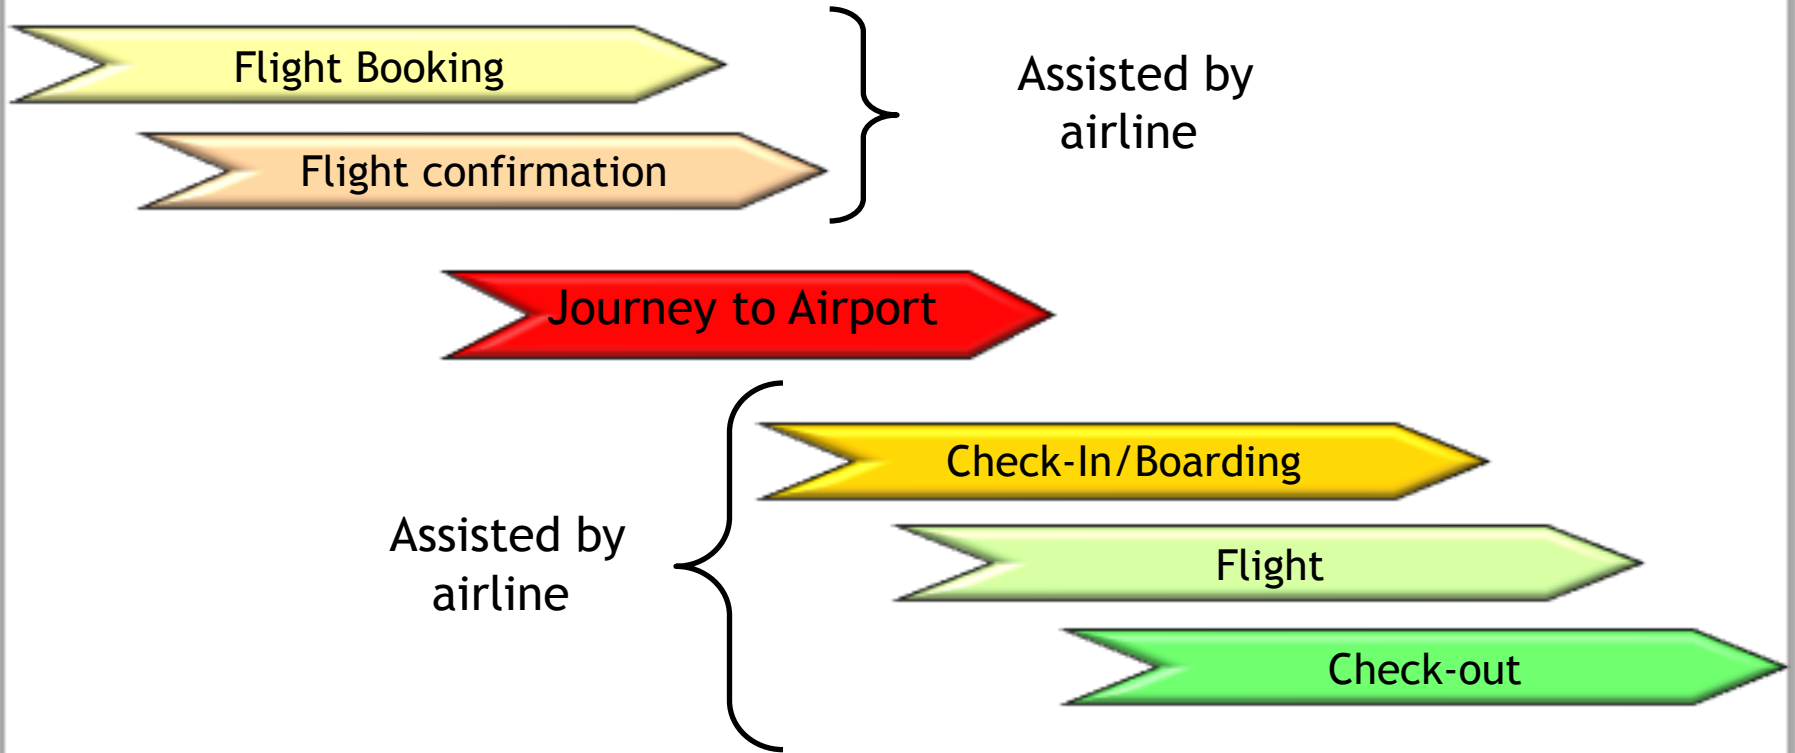 Flight Booking
Assisted by
airline
Flight confirmation
Journey to Airport
Check-In/Boarding
Assisted by
airline
Flight
Check-out